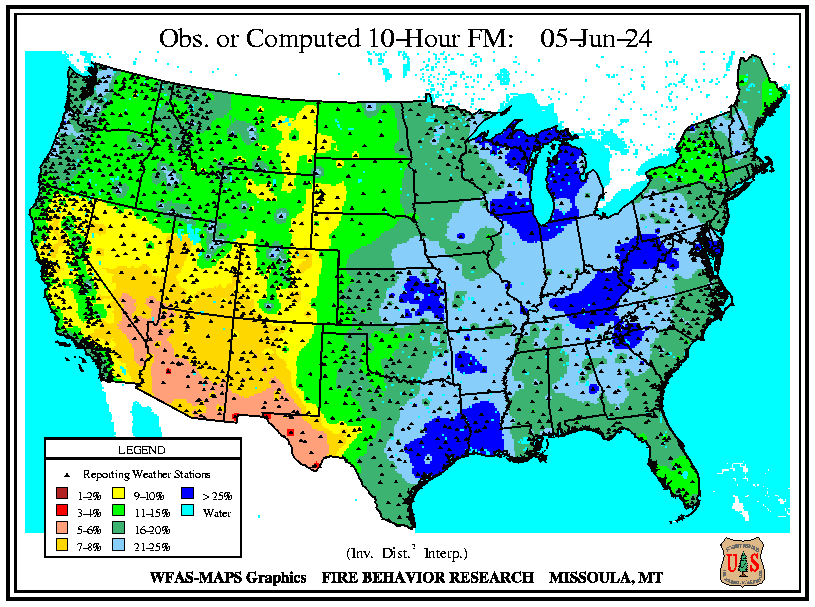 Obs. or Computed 10-Hour FM: 05-Jun-24
LEGEND
Reporting Weather Stations
1-2% 9-10% > 25%
3-4% 11-15% Water
5-6% 16-20%
7-8% 21-25%
(Inv. Dist.² Interp.)
WFAS-MAPS Graphics FIRE BEHAVIOR RESEARCH MISSOULA, MT
U S